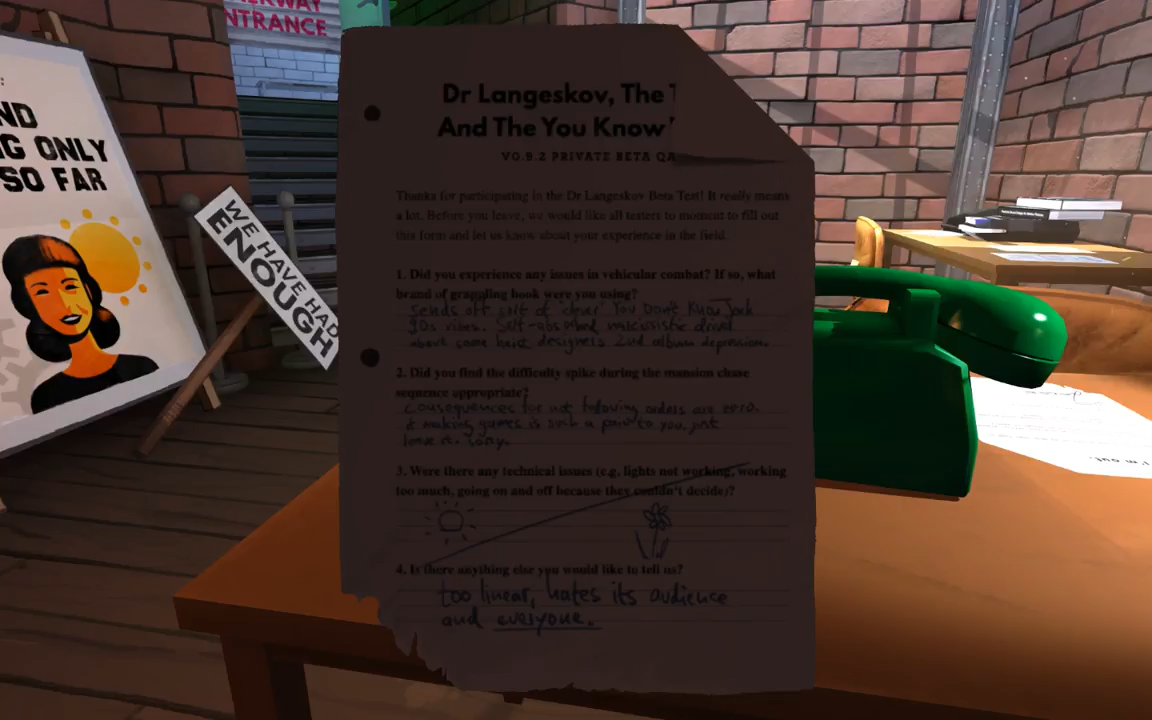 ERWAY
NTRANCE
ND
G ONLY
SO FAR
WE HAVE HAD
ENOUGH
Dr Langeskov, The T
And The You Know
V0.9.2 PRIVATE BETA QA
Thanks for participating in the Dr Langeskov Beta Test! It really means
a lot. Before you leave, we would like all testers to moment to fill out
this form and let us know about your experience in the field.
1. Did you experience any issues in vehicular combat? If so, what
brand of grappling hook were you using?
Sends off sort of 'clever' You Don't Know Jack
90s vibes. Self-absorbed narcissistic drivel
about some hoist designers 2nd album depression.
2. Did you find the difficulty spike during the mansion chase
sequence appropriate?
Consequences for not following orders are zero.
If making games is such a pain to you, just
leave it. Sorry.
3. Were there any technical issues (e.g. lights not working, working
too much, going on and off because they couldn't decide)?
4. Is there anything else you would like to tell us?
too linear, hates its audience
and everyone.
I'm out.